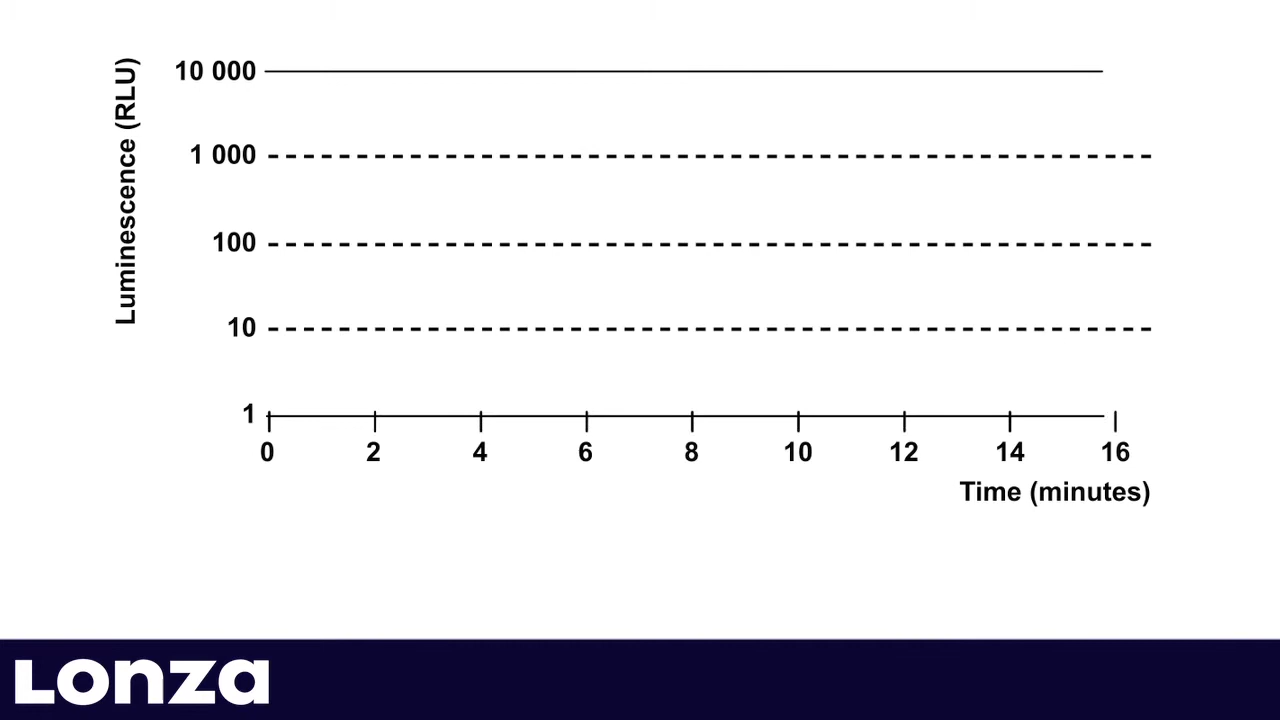 Luminescence (RLU)
10 000
1 000
100
10
1
0 2 4 6 8 10 12 14 16
Time (minutes)
Lonza